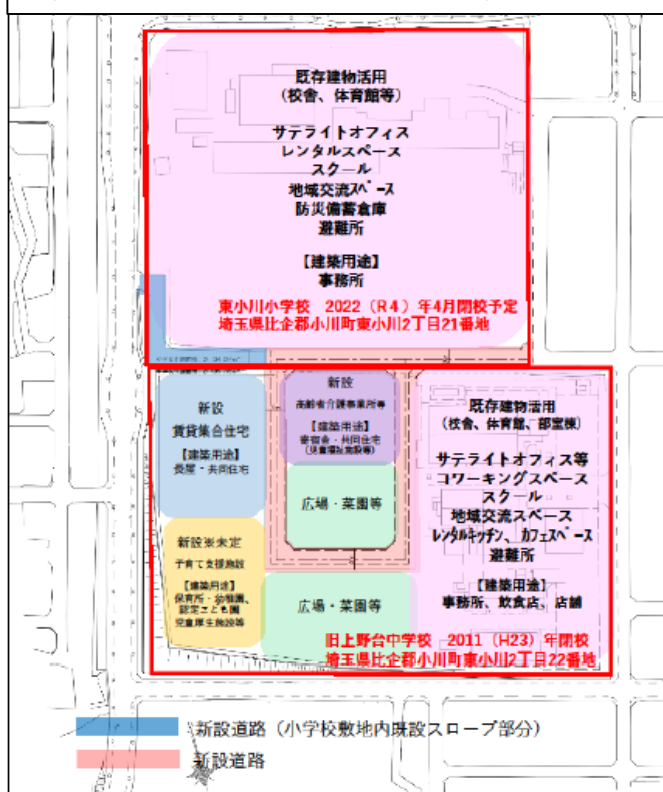 既存建物活用
(校舎、体育館等)
サテライトオフィス
レンタルスペース
スクール
地域交流スペース
防災備蓄倉庫
避難所
【建築用途】
事務所
東小川小学校 2022（R4）年4月閉校予定
埼玉県比企郡小川町東小川2丁目21番地
新設
賃貸集合住宅
【建築用途】
長屋・共同住宅
新設
高齢者介護事業所等
【建築用途】
寄宿舎・共同住宅
(児童福祉施設等)
広場・菜園等
既存建物活用
(校舎、体育館、部室棟)
サテライトオフィス等
コワーキングスペース
スクール
地域交流スペース
レンタルキッチン、カフェスペース
避難所
【建築用途】
事務所、飲食店、店舗
新設※未定
子育て支援施設
【建築用途】
保育所・幼稚園、
認定こども園
児童厚生施設等
広場・菜園等
旧上野台中学校 2011（H23）年閉校
埼玉県比企郡小川町東小川2丁目22番地
新設道路（小学校敷地内既設スロープ部分）
新設道路